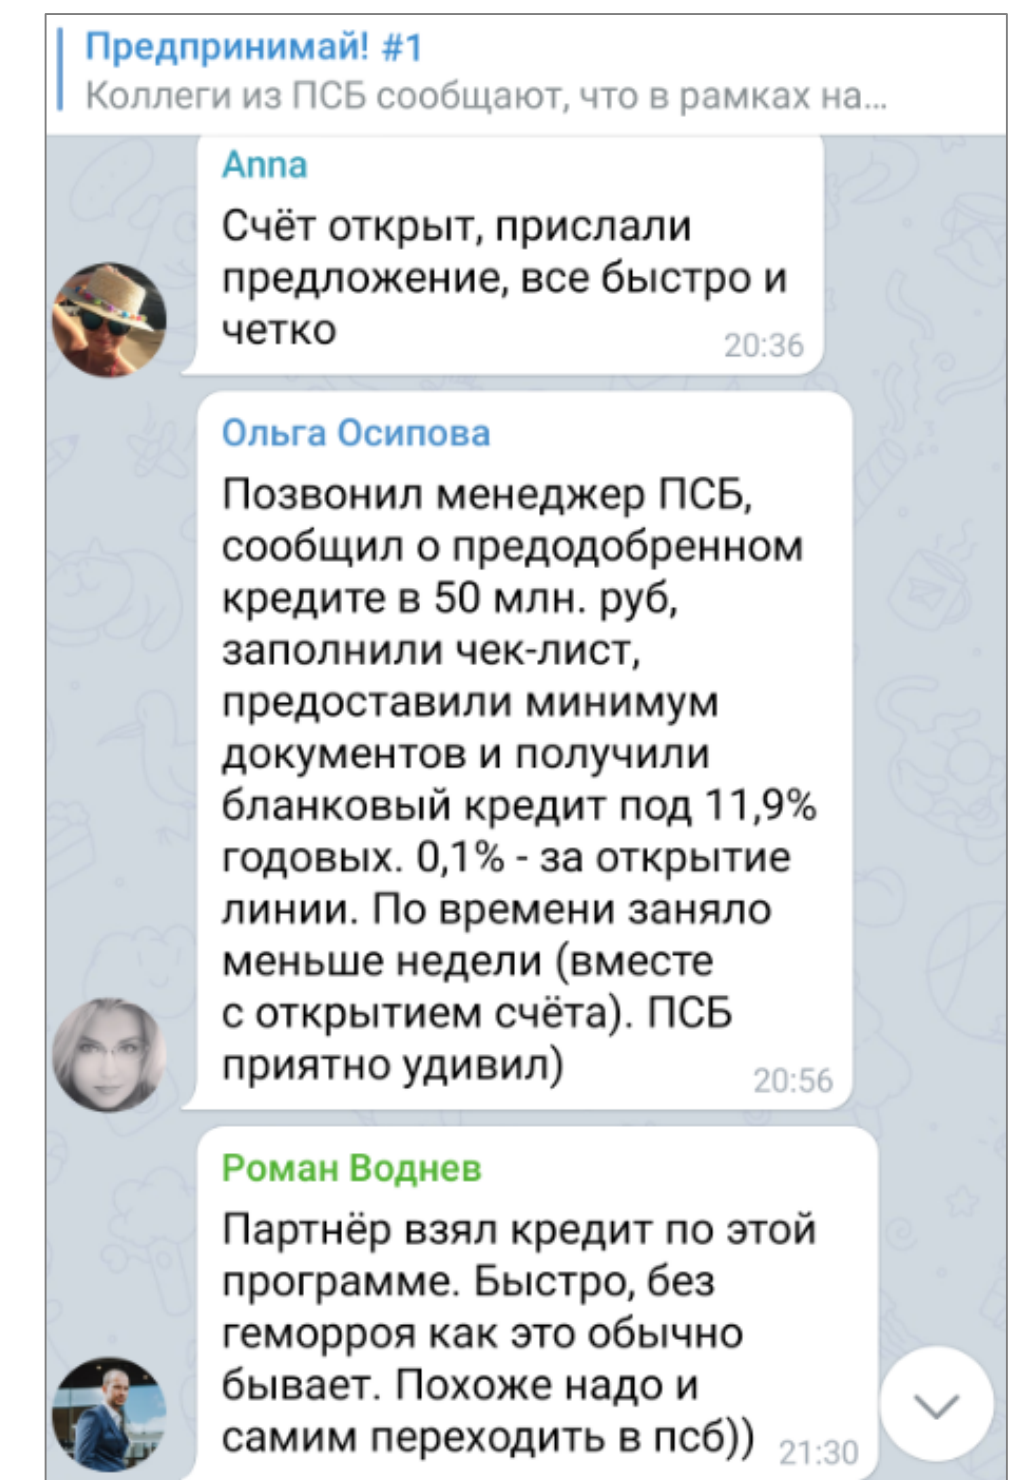 Предпринимай! #1
Коллеги из ПСБ сообщают, что в рамках на...
Anna
Счёт открыт, прислали
предложение, все быстро и
четко
20:36
Ольга Осипова
Позвонил менеджер ПСБ,
сообщил о предодобренном
кредите в 50 млн. руб,
заполнили чек-лист,
предоставили минимум
документов и получили
бланковый кредит под 11,9%
годовых. 0,1% - за открытие
линии. По времени заняло
меньше недели (вместе
с открытием счёта). ПСБ
приятно удивил)
20:56
Роман Воднев
Партнёр взял кредит по этой
программе. Быстро, без
геморроя как это обычно
бывает. Похоже надо и
самим переходить в псб))
21:30